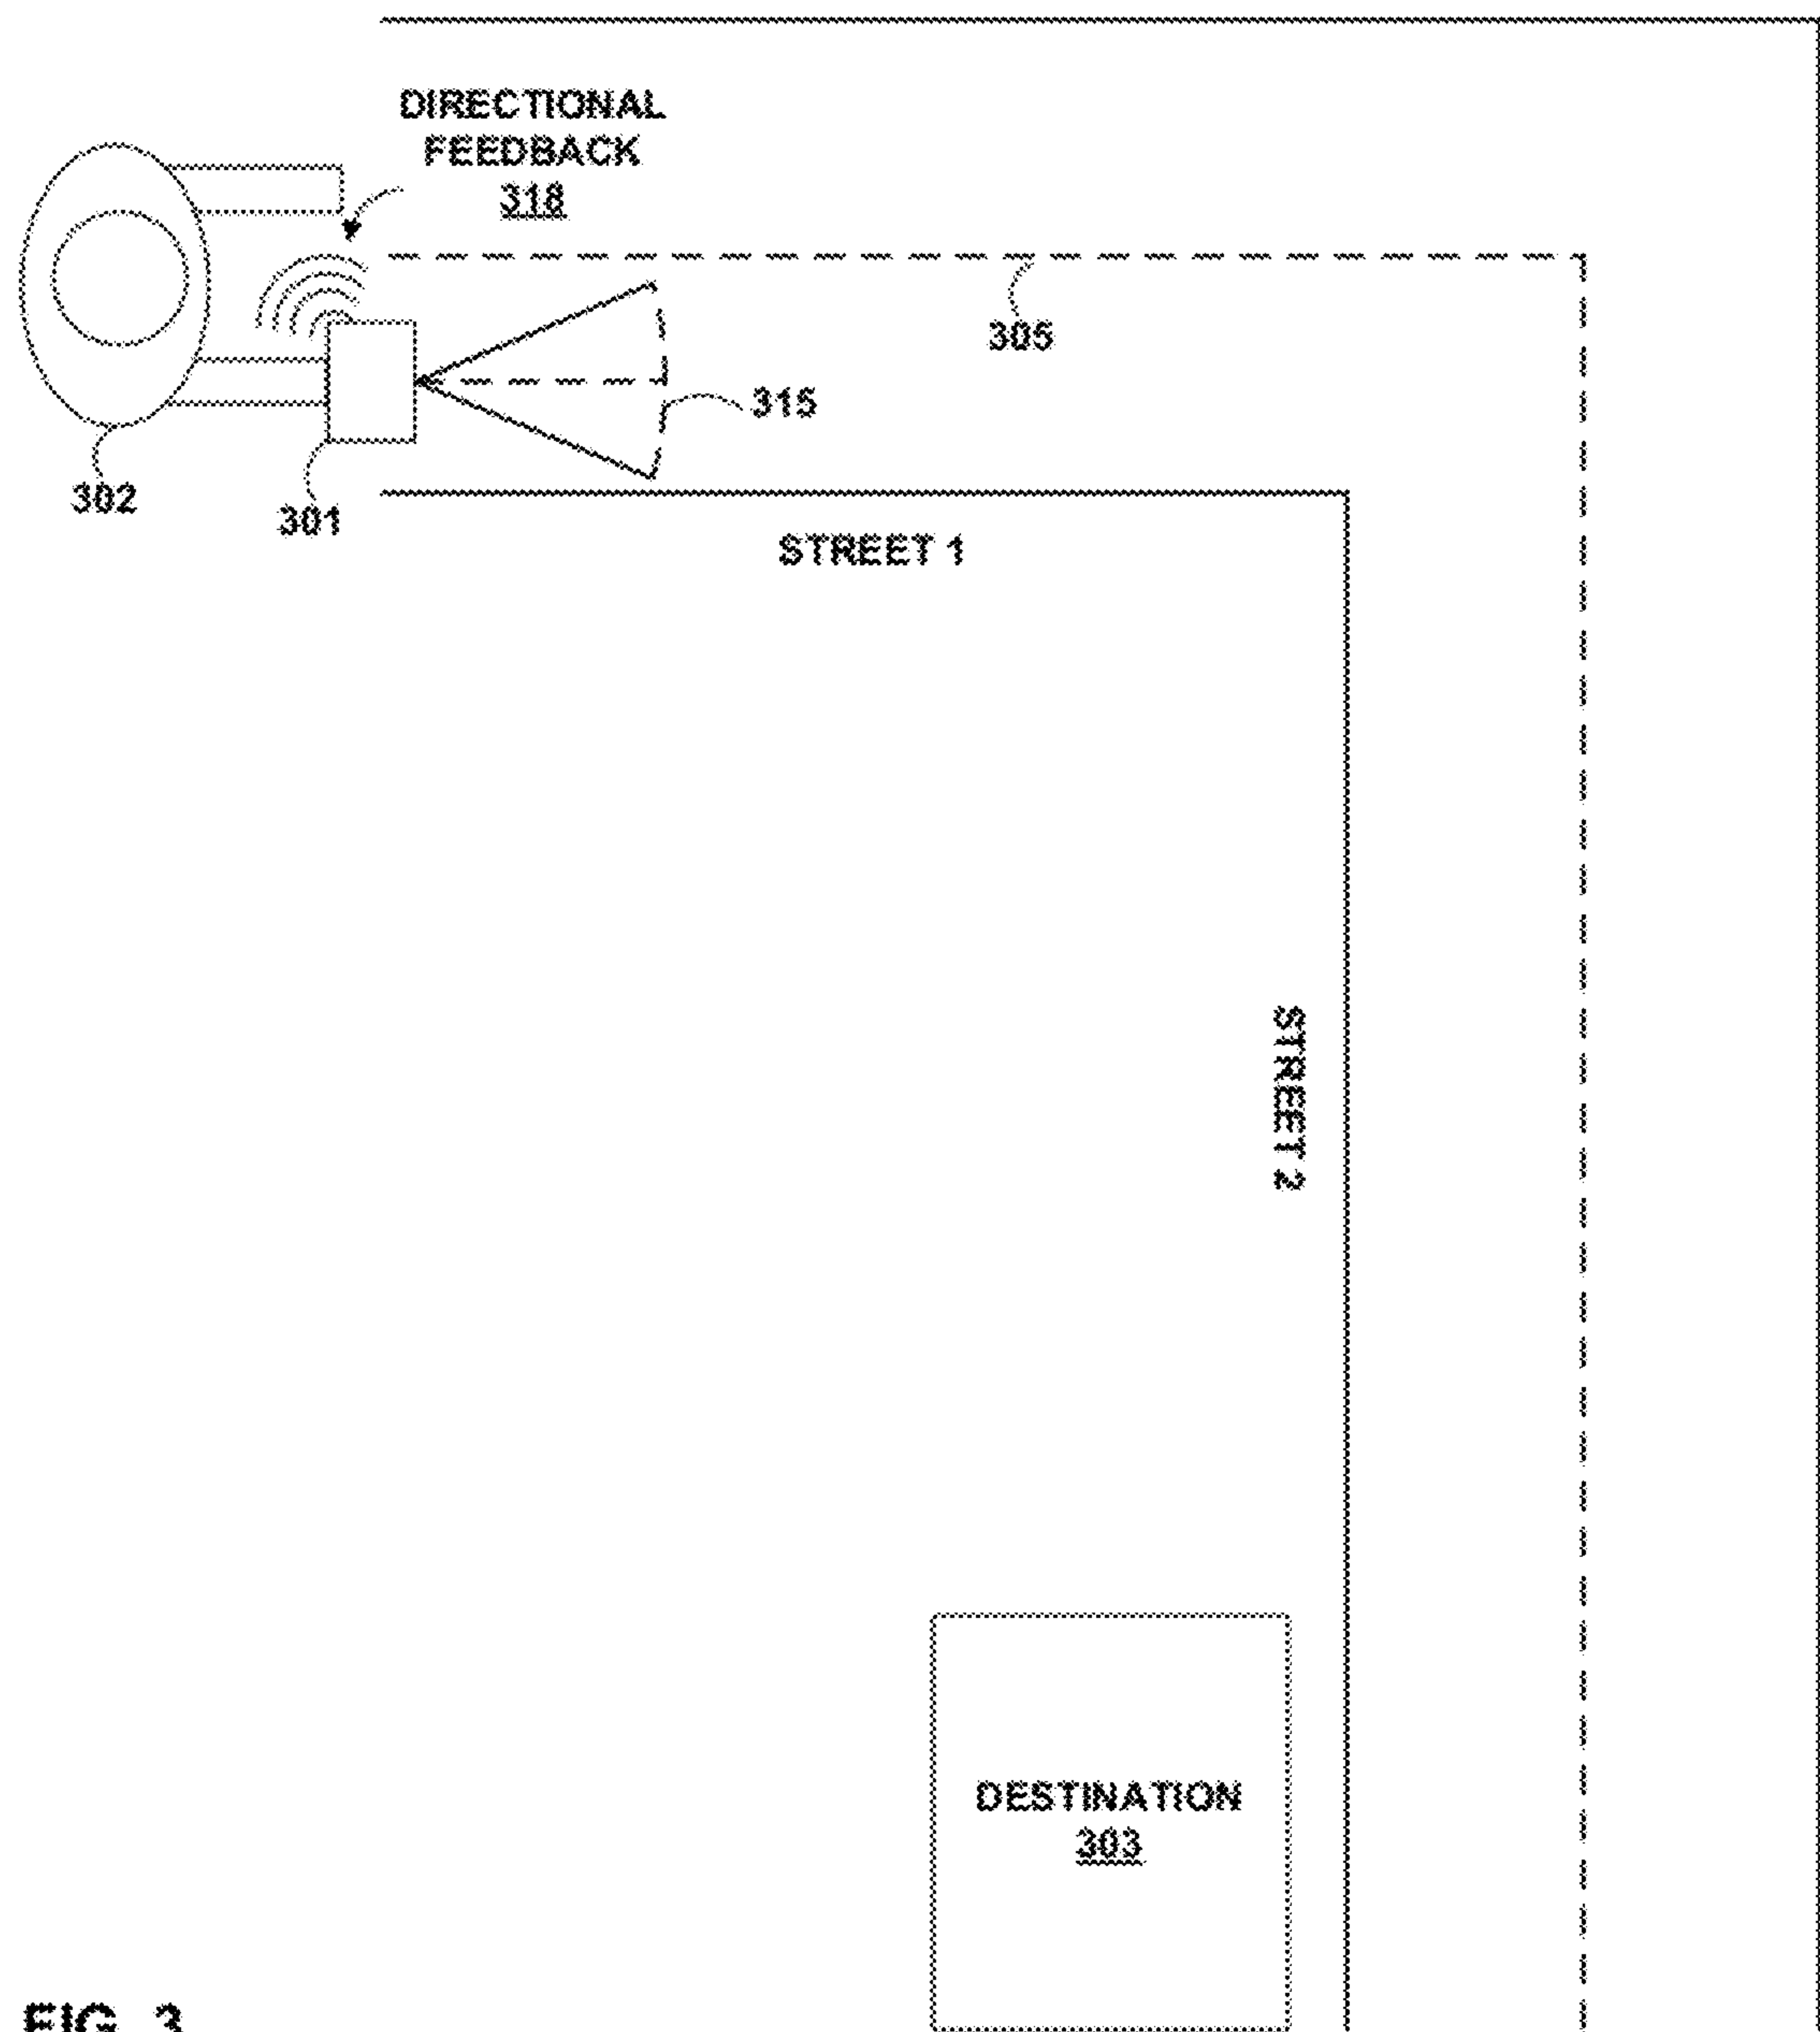 DIRECTIONAL
FEEDBACK
318
305
315
302
301
STREET 1
STREET 2
DESTINATION
303
FIG. 3